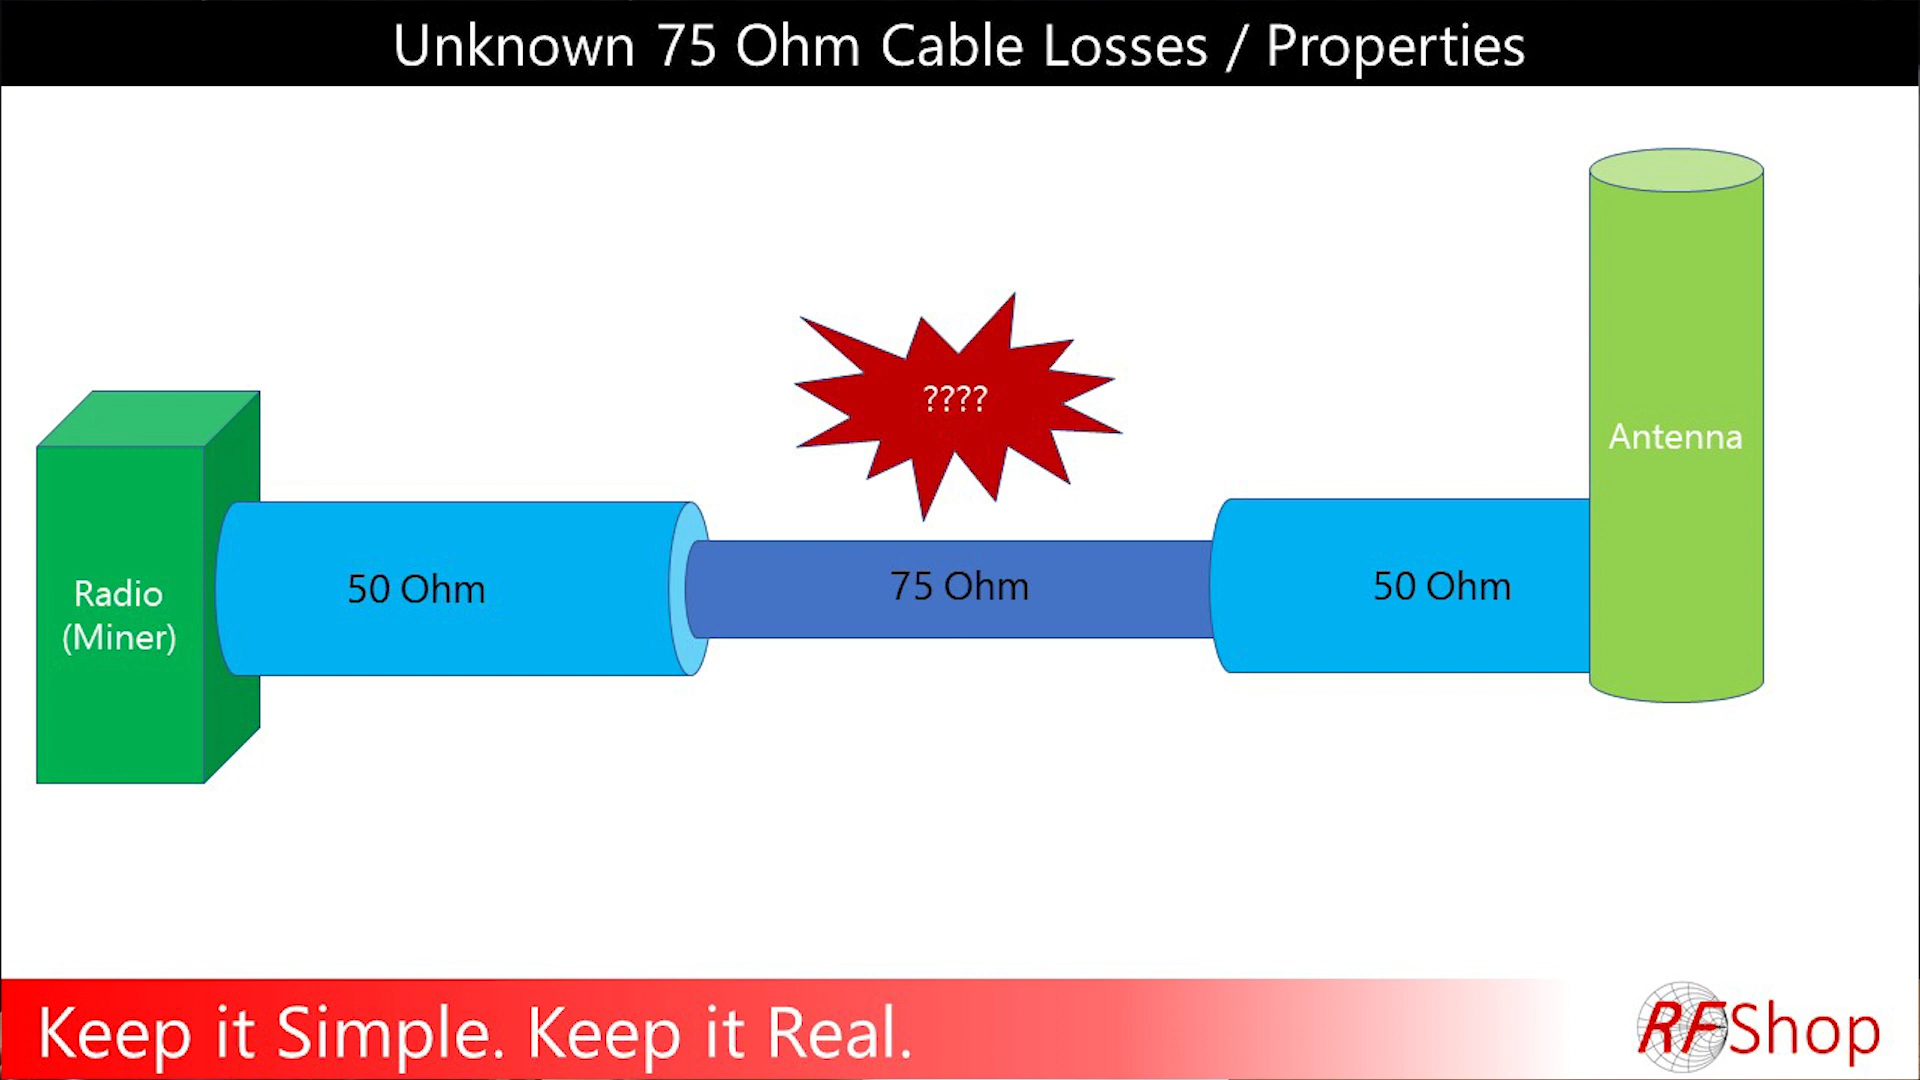 Unknown 75 Ohm Cable Losses / Properties
????
Antenna
Radio
(Miner)
50 Ohm
75 Ohm
50 Ohm
Keep it Simple. Keep it Real.
RFShop